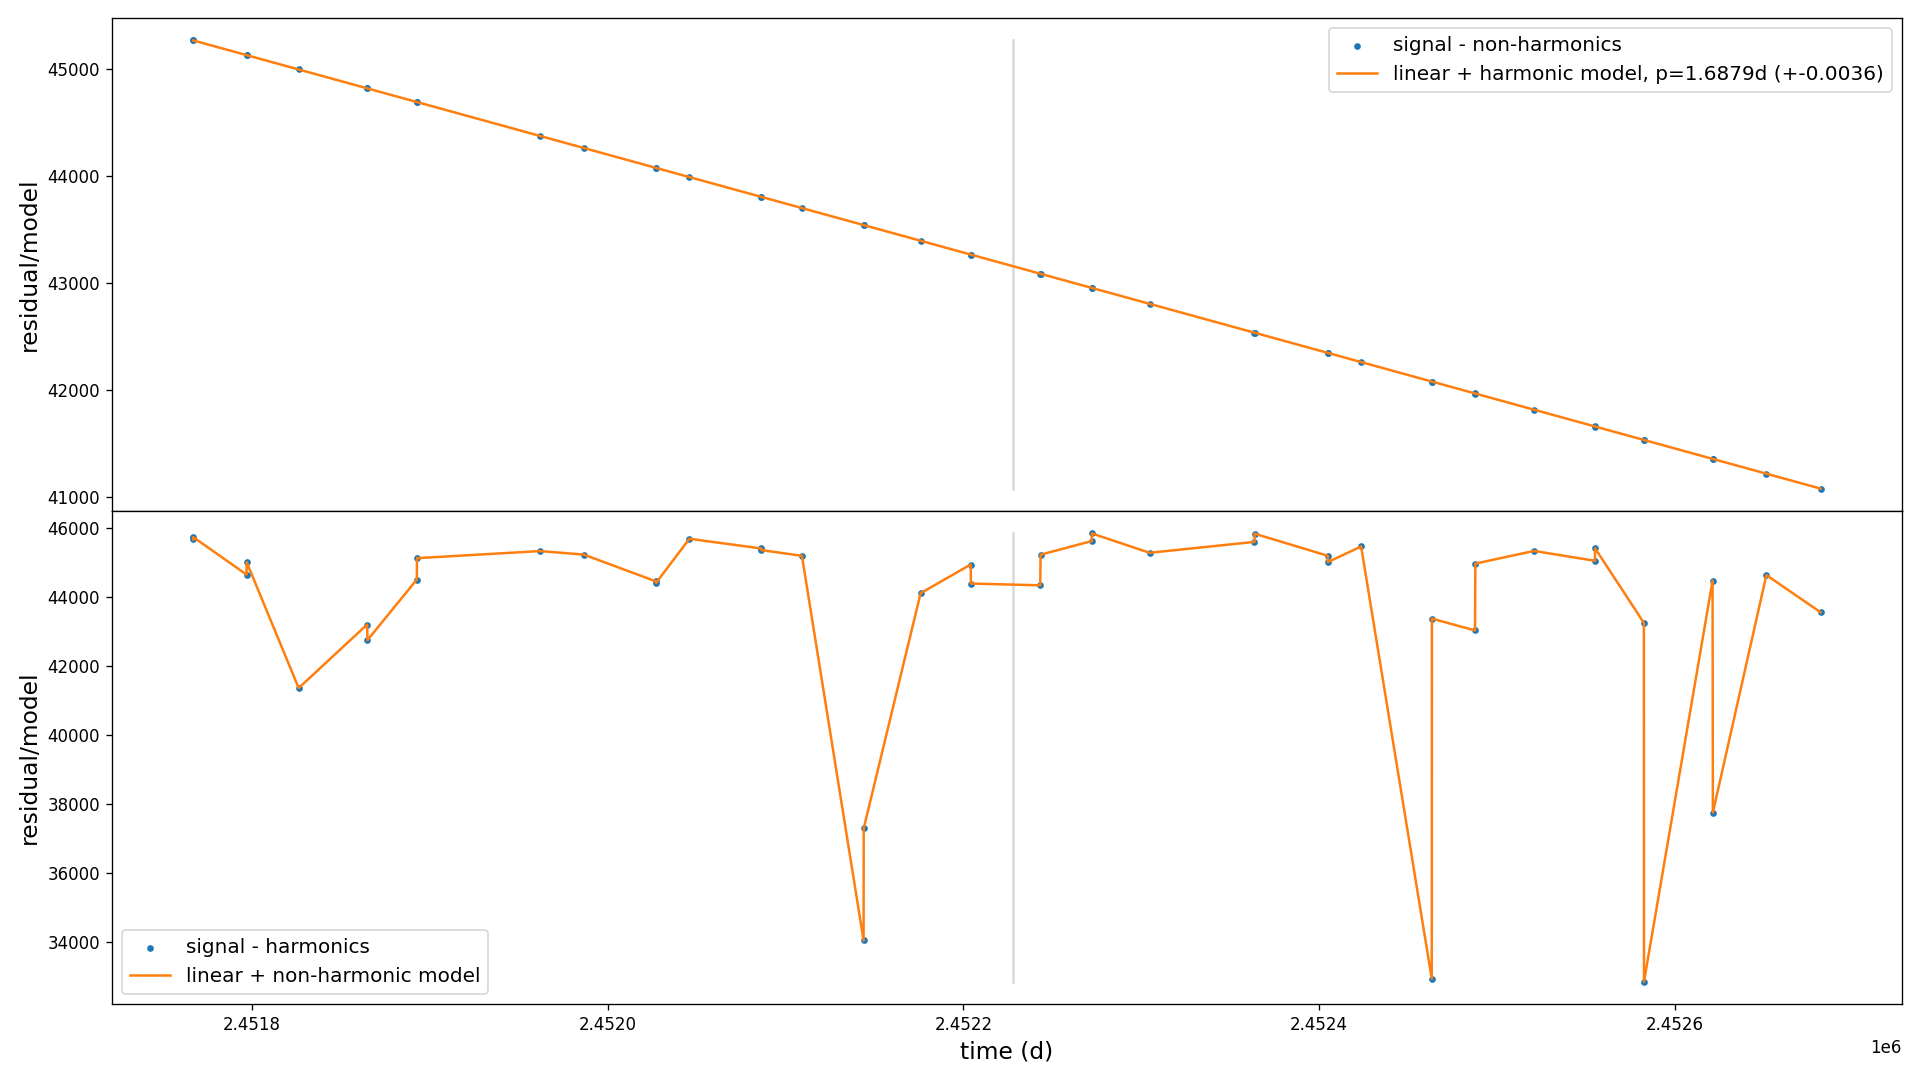 signal - non-harmonics
linear + harmonic model, p=1.6879d (+-0.0036)
residual/model
45000
44000
43000
42000
41000
residual/model
46000
44000
42000
40000
38000
36000
34000
signal - harmonics
linear + non-harmonic model
2.4518
2.4520
2.4522
2.4524
2.4526
1e6
time (d)